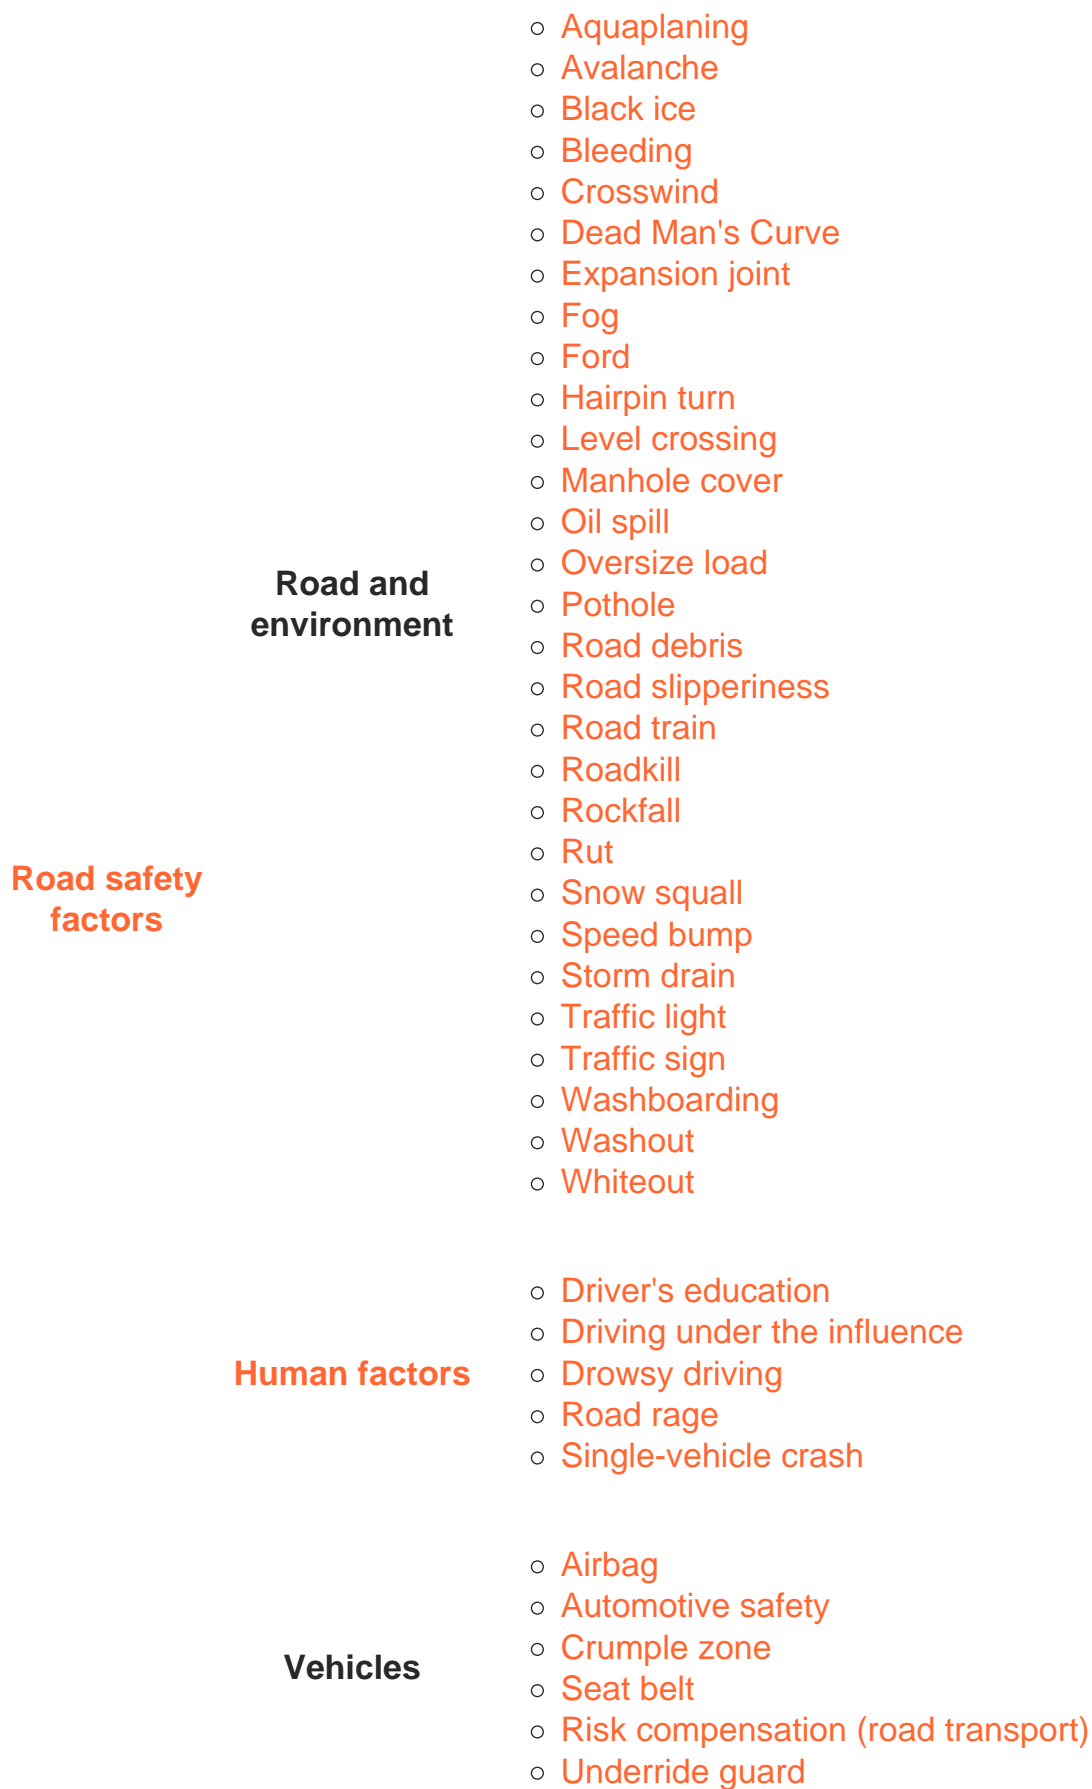 Road safety
factors
Road and
environment
Aquaplaning
Avalanche
Black ice
Bleeding
Crosswind
Dead Man's Curve
Expansion joint
Fog
Ford
Hairpin turn
Level crossing
Manhole cover
Oil spill
Oversize load
Pothole
Road debris
Road slipperiness
Road train
Roadkill
Rockfall
Rut
Snow squall
Speed bump
Storm drain
Traffic light
Traffic sign
Washboarding
Washout
Whiteout
Human factors
Driver's education
Driving under the influence
Drowsy driving
Road rage
Single-vehicle crash
Vehicles
Airbag
Automotive safety
Crumple zone
Seat belt
Risk compensation (road transport)
Underride guard